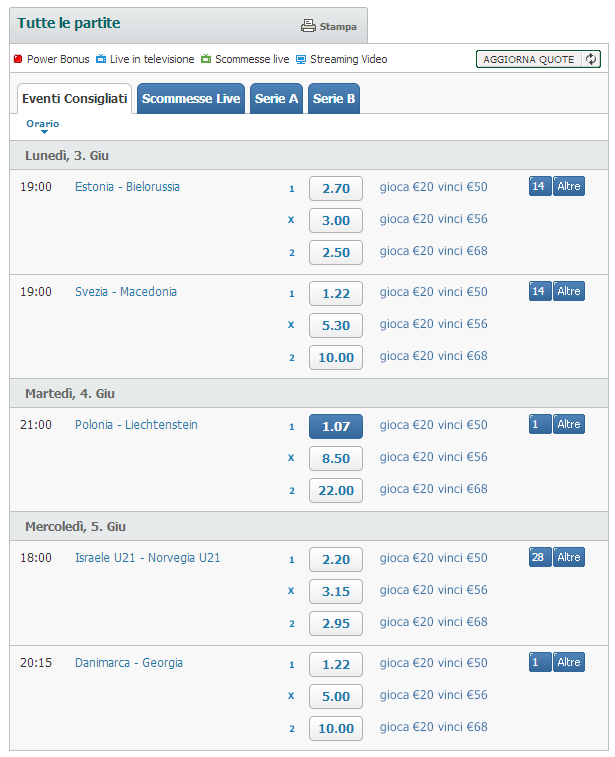 Tutte le partite Stampa
Power Bonus Live in televisione Scommesse live Streaming Video AGGIORNA QUOTE
Eventi Consigliati Scommesse Live Serie A Serie B
Orario
Lunedì, 3. Giu
19:00 Estonia - Bielorussia 1 2.70 gioca €20 vinci €50 14 Altre
X 3.00 gioca €20 vinci €56
2 2.50 gioca €20 vinci €68
19:00 Svezia - Macedonia 1 1.22 gioca €20 vinci €50 14 Altre
X 5.30 gioca €20 vinci €56
2 10.00 gioca €20 vinci €68
Martedì, 4. Giu
21:00 Polonia - Liechtenstein 1 1.07 gioca €20 vinci €50 1 Altre
X 8.50 gioca €20 vinci €56
2 22.00 gioca €20 vinci €68
Mercoledì, 5. Giu
18:00 Israele U21 - Norvegia U21 1 2.20 gioca €20 vinci €50 28 Altre
X 3.15 gioca €20 vinci €56
2 2.95 gioca €20 vinci €68
20:15 Danimarca - Georgia 1 1.22 gioca €20 vinci €50 1 Altre
X 5.00 gioca €20 vinci €56
2 10.00 gioca €20 vinci €68